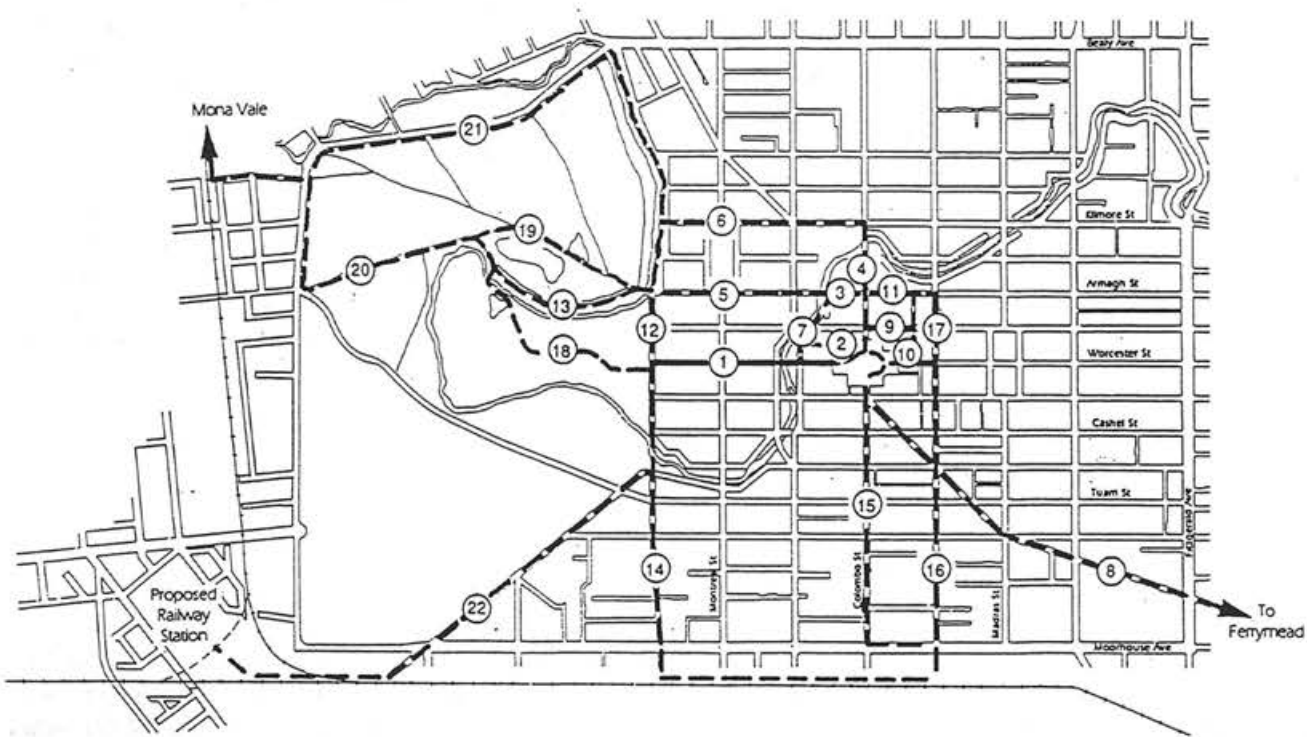 Bealy Ave
Mona Vale
21
Kilmore St
6
19
4
20
Armagh St
5
3
11
13
12
7
9
17
2
Worcester St
18
1
10
Cashel St
Tuam St
15
Fitzgerald Ave
14
Montreal St
Colombo St
16
Madras St
8
Proposed
Railway
Station
22
To
Ferrymead
Moorhouse Ave